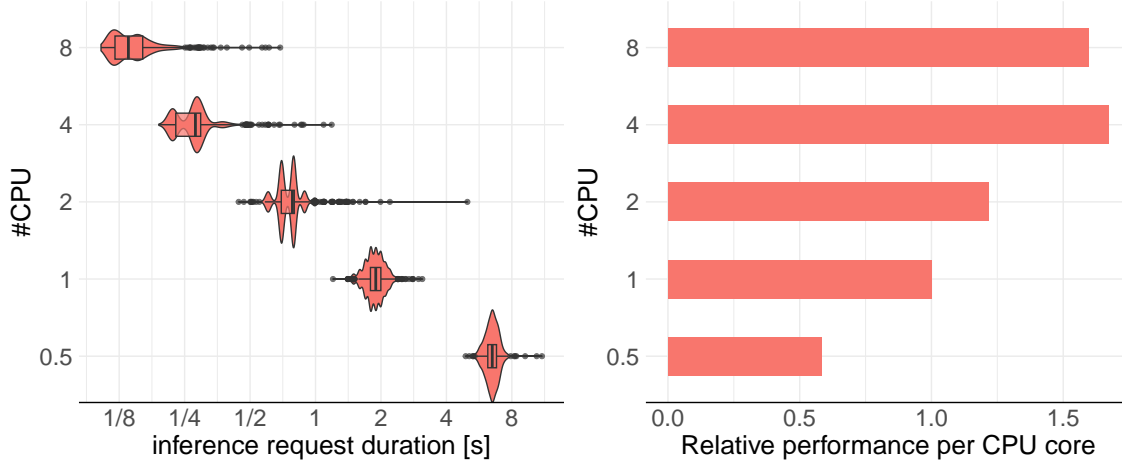 #CPU
8
4
2
1
0.5
1/8 1/4 1/2 1 2 4 8
inference request duration [s]
#CPU
8
4
2
1
0.5
0.0 0.5 1.0 1.5
Relative performance per CPU core